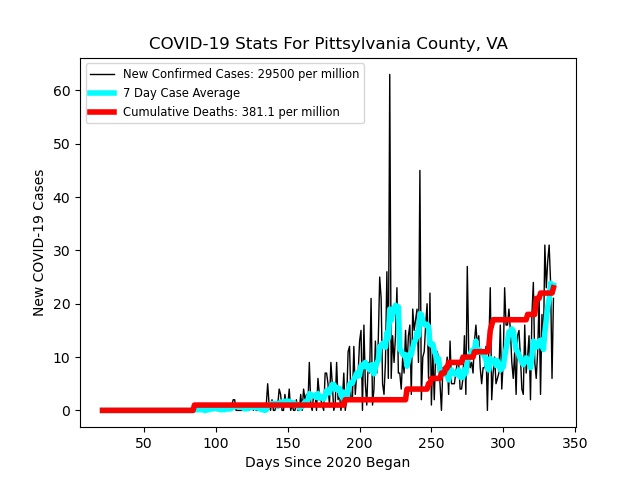 COVID-19 Stats For Pittsylvania County, VA
New Confirmed Cases: 29500 per million
7 Day Case Average
Cumulative Deaths: 381.1 per million
New COVID-19 Cases
60
50
40
30
20
10
0
50 100 150 200 250 300 350
Days Since 2020 Began